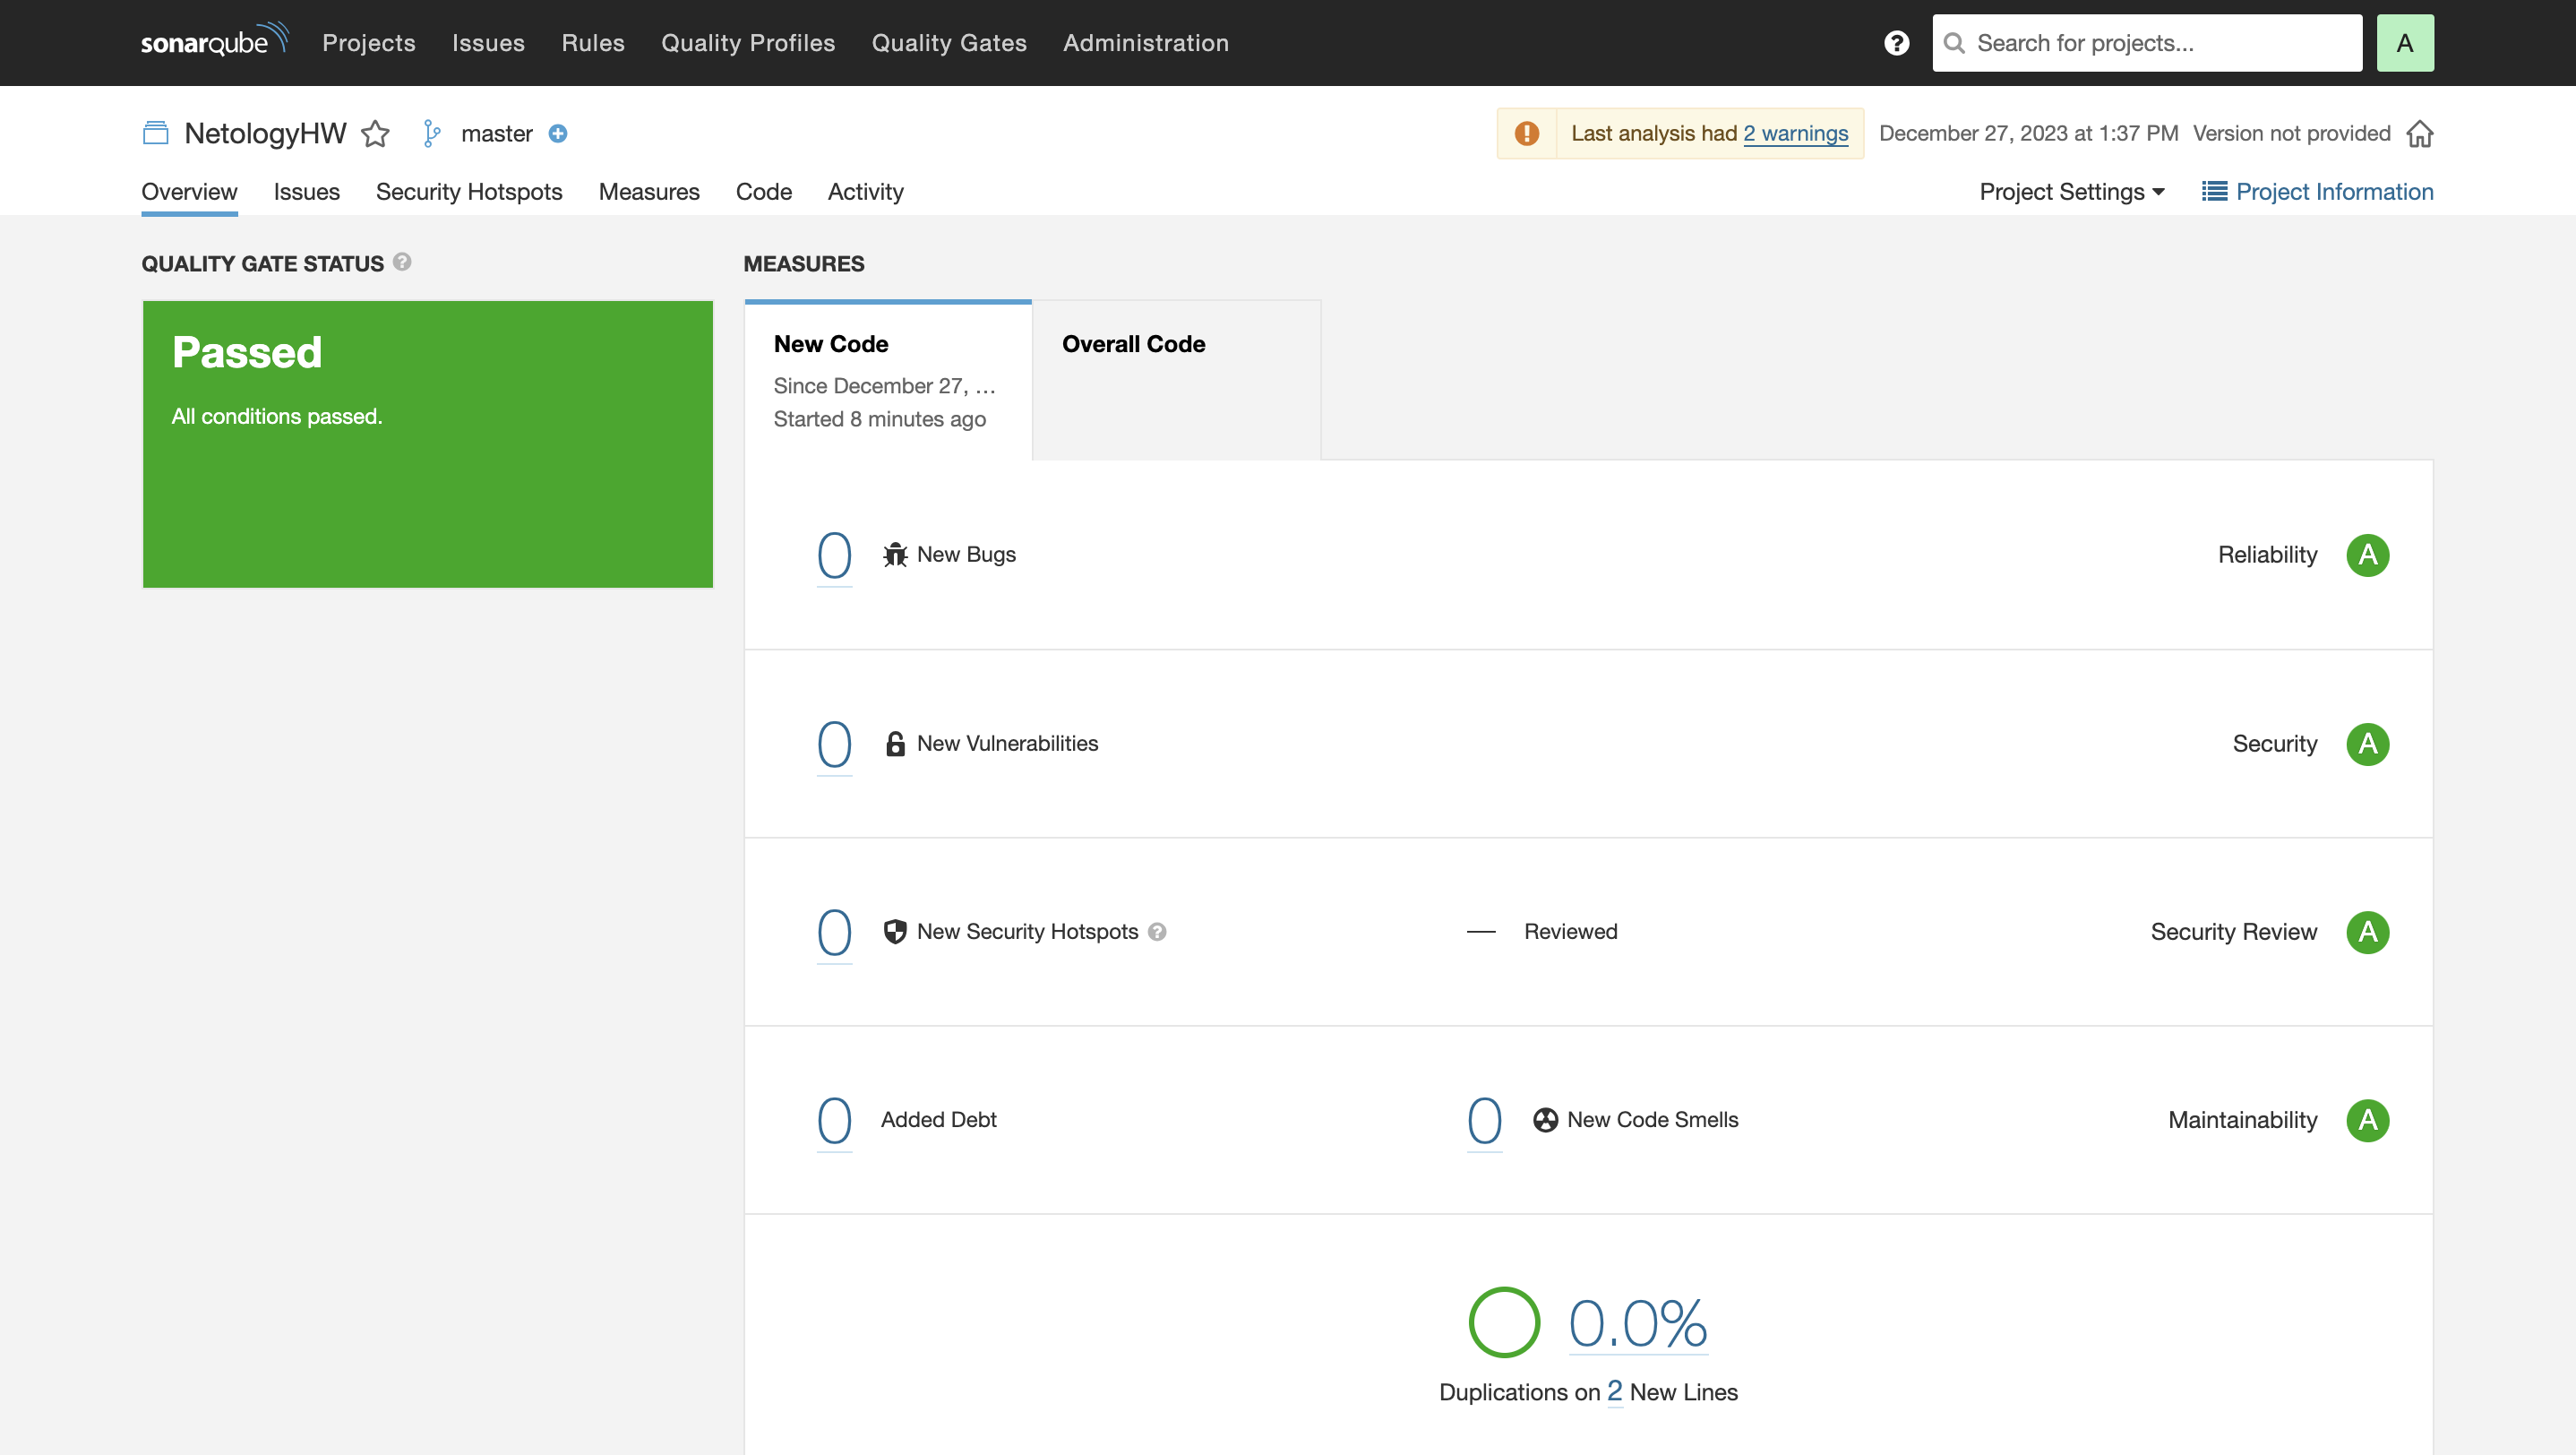 sonarqube Projects Issues Rules Quality Profiles Quality Gates Administration ? Search for projects... A
NetologyHW master Last analysis had 2 warnings December 27, 2023 at 1:37 PM Version not provided
Overview Issues Security Hotspots Measures Code Activity Project Settings Project Information
QUALITY GATE STATUS ?
Passed
All conditions passed.
MEASURES
New Code
Since December 27, …
Started 8 minutes ago
Overall Code
0 New Bugs Reliability A
0 New Vulnerabilities Security A
0 New Security Hotspots ? — Reviewed Security Review A
0 Added Debt 0 New Code Smells Maintainability A
0.0%
Duplications on 2 New Lines